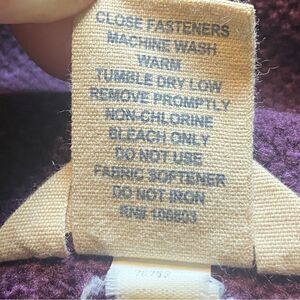 CLOSE FASTENERS
MACHINE WASH
WARM
TUMBLE DRY LOW
REMOVE PROMPTLY
NON-CHLORINE
BLEACH ONLY
DO NOT USE
FABRIC SOFTENER
DO NOT IRON
RN#